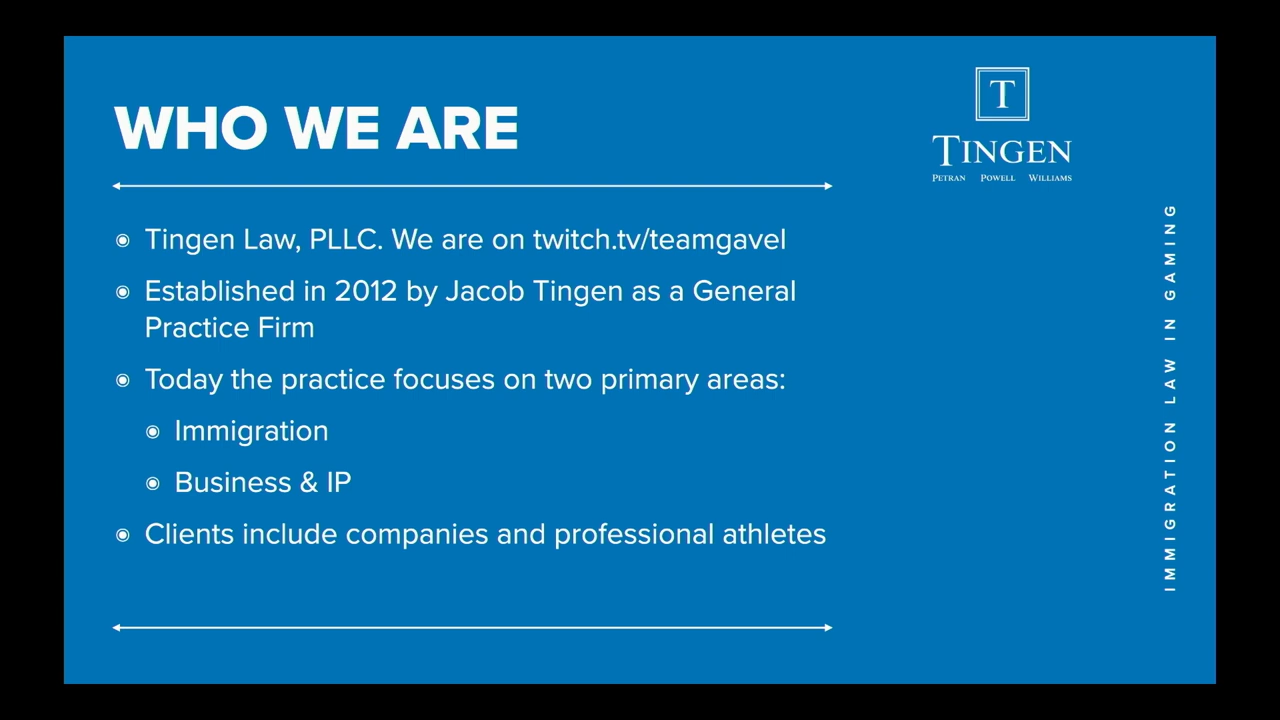 WHO WE ARE
T
TINGEN
PETRAN POWELL WILLIAMS
Tingen Law, PLLC. We are on twitch.tv/teamgavel
Established in 2012 by Jacob Tingen as a General
Practice Firm
Today the practice focuses on two primary areas:
Immigration
Business & IP
Clients include companies and professional athletes
IMMIGRATION LAW IN GAMING